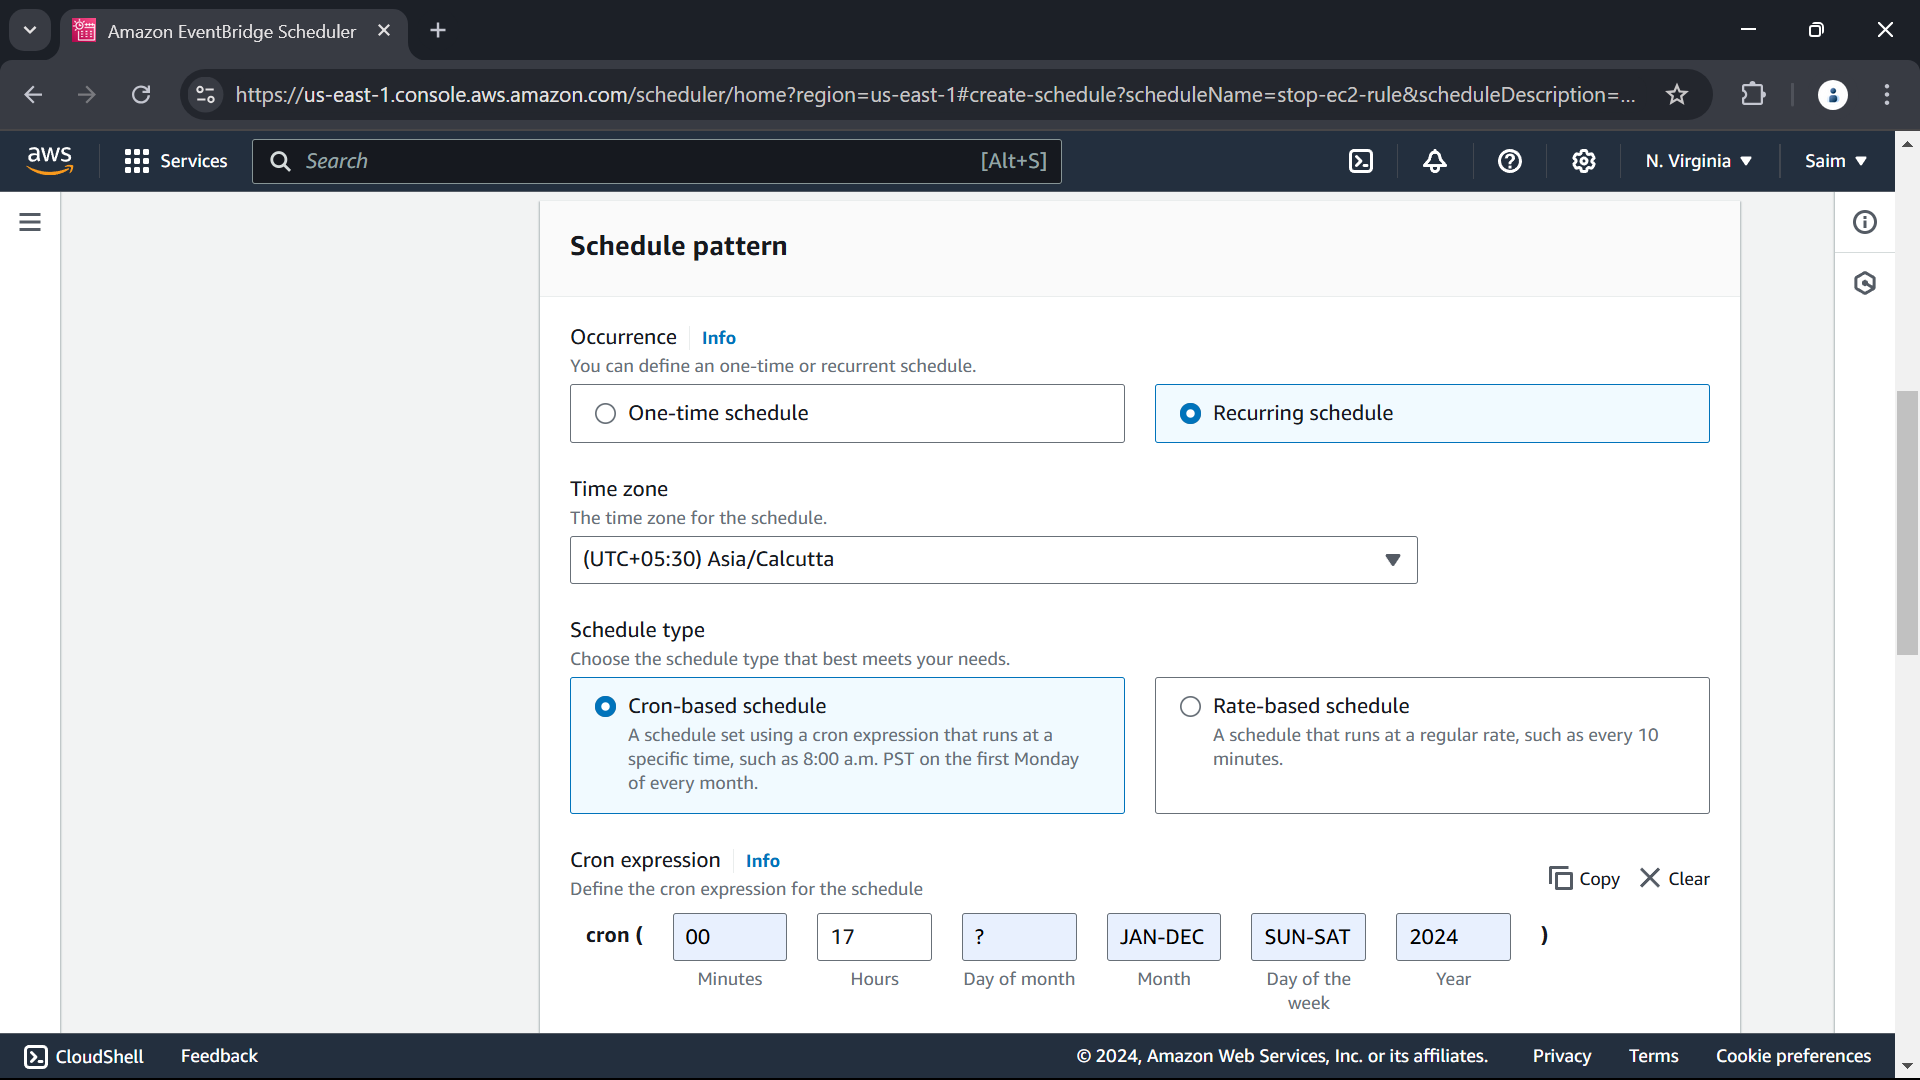 Amazon EventBridge Scheduler
https://us-east-1.console.aws.amazon.com/scheduler/home?region=us-east-1#create-schedule?scheduleName=stop-ec2-rule&scheduleDescription=...
aws
Services
Search
[Alt+S]
N. Virginia
Saim
Schedule pattern
Occurrence
Info
You can define an one-time or recurrent schedule.
One-time schedule
Recurring schedule
Time zone
The time zone for the schedule.
(UTC+05:30) Asia/Calcutta
Schedule type
Choose the schedule type that best meets your needs.
Cron-based schedule
A schedule set using a cron expression that runs at a
specific time, such as 8:00 a.m. PST on the first Monday
of every month.
Rate-based schedule
A schedule that runs at a regular rate, such as every 10
minutes.
Cron expression
Info
Define the cron expression for the schedule
Copy
Clear
cron ( 00 17 ? JAN-DEC SUN-SAT 2024 )
Minutes
Hours
Day of month
Month
Day of the
week
Year
CloudShell
Feedback
© 2024, Amazon Web Services, Inc. or its affiliates.
Privacy
Terms
Cookie preferences